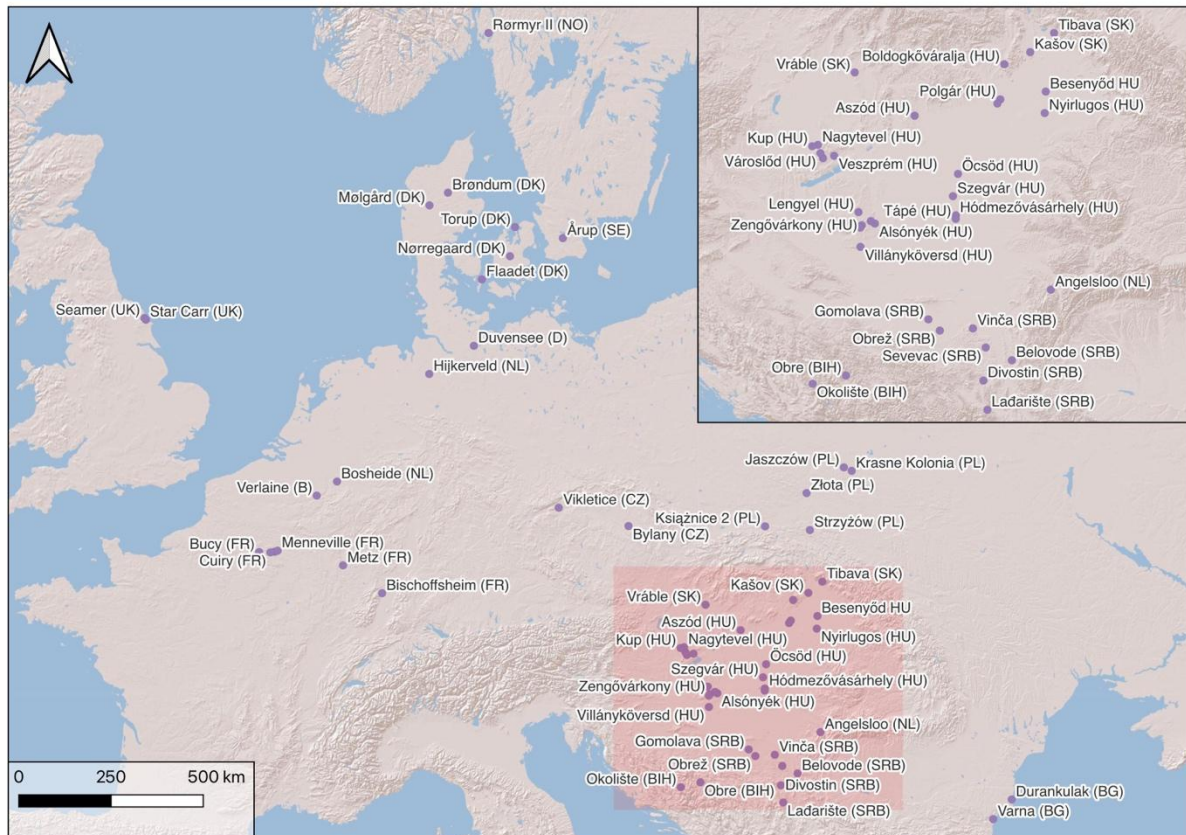 Rørmyr II (NO)
Brøndum (DK)
Mølgård (DK)
Torup (DK)
Årup (SE)
Nørregaard (DK)
Flaadet (DK)
Seamer (UK)
Star Carr (UK)
Duvensee (D)
Hijkerveld (NL)
Bosheide (NL)
Verlaine (B)
Bucy (FR)
Menneville (FR)
Cuiry (FR)
Metz (FR)
Bischoffsheim (FR)
Vikletice (CZ)
Bylany (CZ)
Jaszczów (PL)
Krasne Kolonia (PL)
Złota (PL)
Książnice 2 (PL)
Strzyżów (PL)
Tibava (SK)
Kašov (SK)
Vráble (SK)
Besenyőd HU
Aszód (HU)
Nyirlugos (HU)
Kup (HU)
Nagytevel (HU)
Öcsöd (HU)
Szegvár (HU)
Zengővárkony (HU)
Hódmezővásárhely (HU)
Alsónyék (HU)
Villányköversd (HU)
Angelsloo (NL)
Gomolava (SRB)
Vinča (SRB)
Obrež (SRB)
Belovode (SRB)
Okolište (BIH)
Obre (BIH)
Divostin (SRB)
Lađarište (SRB)
Durankulak (BG)
Varna (BG)
0 250 500 km
Tibava (SK)
Kašov (SK)
Boldogkőváralja (HU)
Vráble (SK)
Besenyőd HU
Polgár (HU)
Nyirlugos (HU)
Aszód (HU)
Kup (HU)
Nagytevel (HU)
Városlőd (HU)
Veszprém (HU)
Öcsöd (HU)
Szegvár (HU)
Lengyel (HU)
Tápé (HU)
Hódmezővásárhely (HU)
Zengővárkony (HU)
Alsónyék (HU)
Villányköversd (HU)
Angelsloo (NL)
Gomolava (SRB)
Vinča (SRB)
Obrež (SRB)
Sevevac (SRB)
Belovode (SRB)
Obre (BIH)
Divostin (SRB)
Okolište (BIH)
Lađarište (SRB)